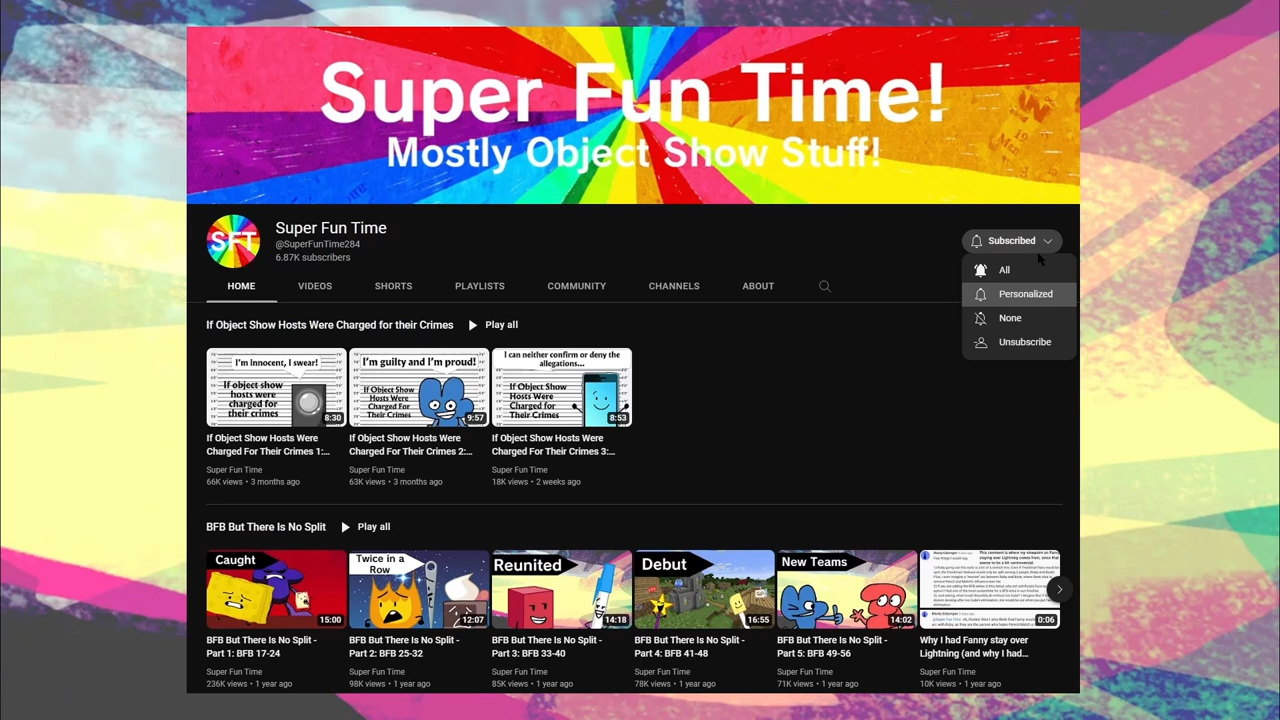 Super Fun Time!
Mostly Object Show Stuff!
SFT
Super Fun Time
@SuperFunTime284
6.87K subscribers
Subscribed
All
Personalized
None
Unsubscribe
HOME VIDEOS SHORTS PLAYLISTS COMMUNITY CHANNELS ABOUT
If Object Show Hosts Were Charged for their Crimes Play all
I'm innocent, I swear!
If object show
hosts were
charged for
their crimes
8:30
I'm guilty and I'm proud!
If Object Show
Hosts Were
Charged For
Their Crimes
9:57
I can neither confirm or deny the
allegations...
If Object Show
Hosts Were
Charged for
Their Crimes
8:53
If Object Show Hosts Were
Charged For Their Crimes 1:...
Super Fun Time
66K views • 3 months ago
If Object Show Hosts Were
Charged For Their Crimes 2:...
Super Fun Time
63K views • 3 months ago
If Object Show Hosts Were
Charged For Their Crimes 3:...
Super Fun Time
18K views • 2 weeks ago
BFB But There Is No Split Play all
Caught
15:00
Twice in a
Row
12:07
Reunited
14:18
Debut
16:55
New Teams
14:02
0:06
BFB But There Is No Split -
Part 1: BFB 17-24
Super Fun Time
236K views • 1 year ago
BFB But There Is No Split -
Part 2: BFB 25-32
Super Fun Time
98K views • 1 year ago
BFB But There Is No Split -
Part 3: BFB 33-40
Super Fun Time
85K views • 1 year ago
BFB But There Is No Split -
Part 4: BFB 41-48
Super Fun Time
78K views • 1 year ago
BFB But There Is No Split -
Part 5: BFB 49-56
Super Fun Time
71K views • 1 year ago
Why I had Fanny stay over
Lightning (and why I had...
Super Fun Time
10K views • 1 year ago